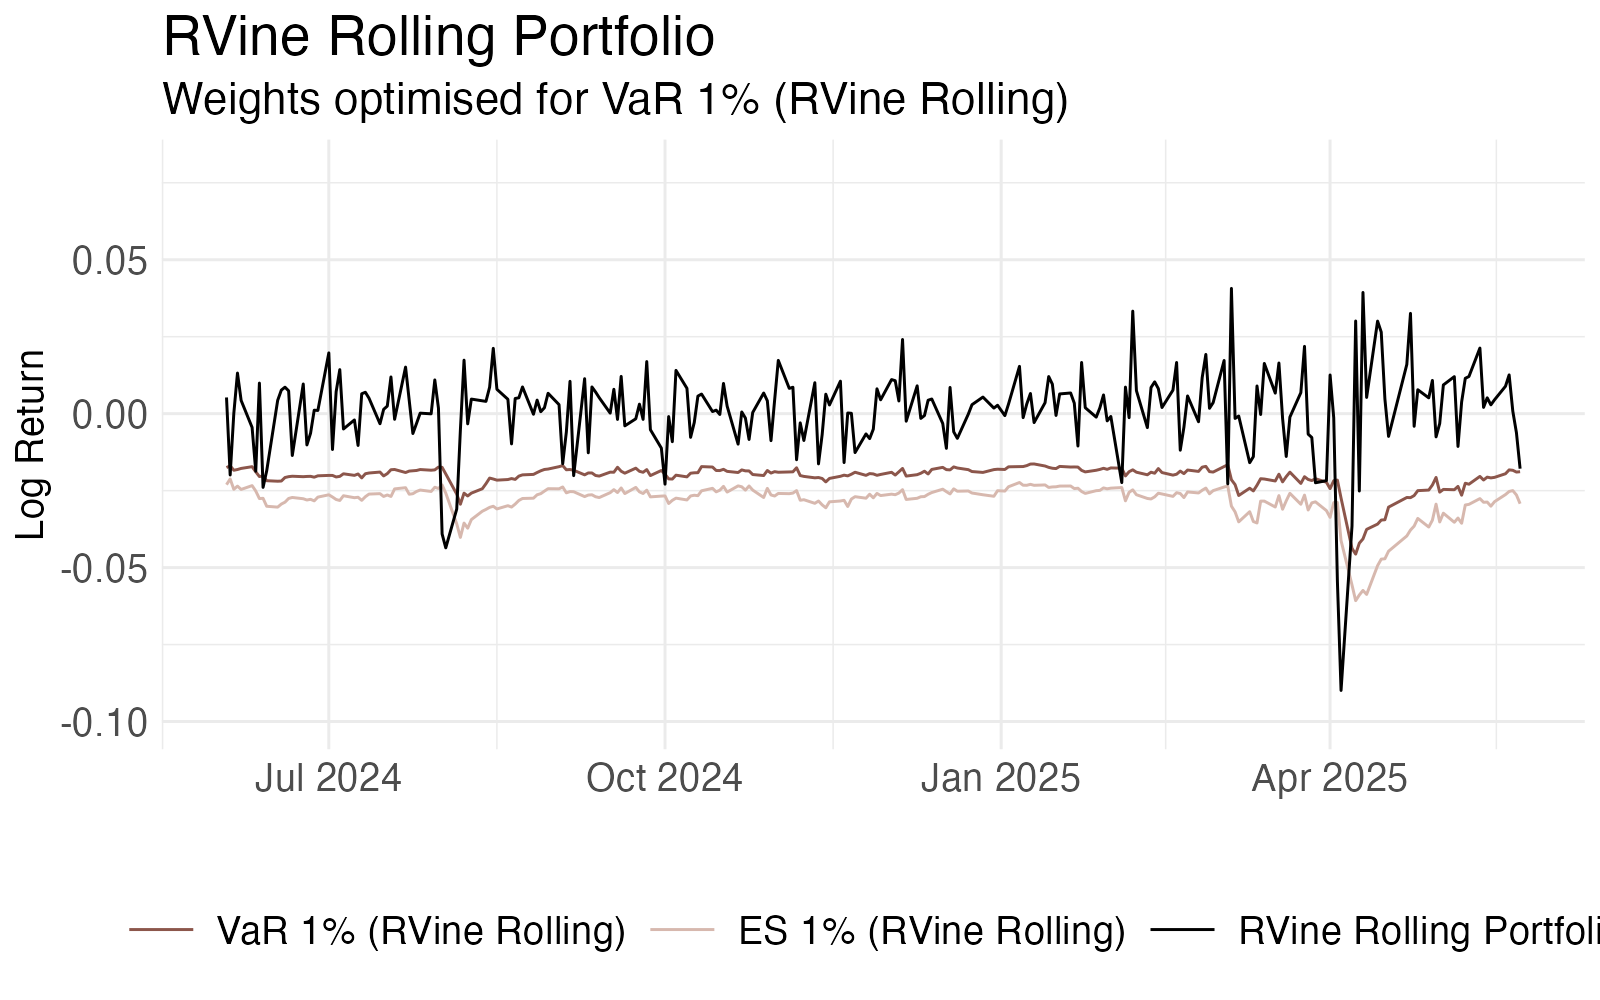 RVine Rolling Portfolio
Weights optimised for VaR 1% (RVine Rolling)
Log Return
0.05
0.00
-0.05
-0.10
Jul 2024 Oct 2024 Jan 2025 Apr 2025
VaR 1% (RVine Rolling) ES 1% (RVine Rolling) RVine Rolling Portfoli